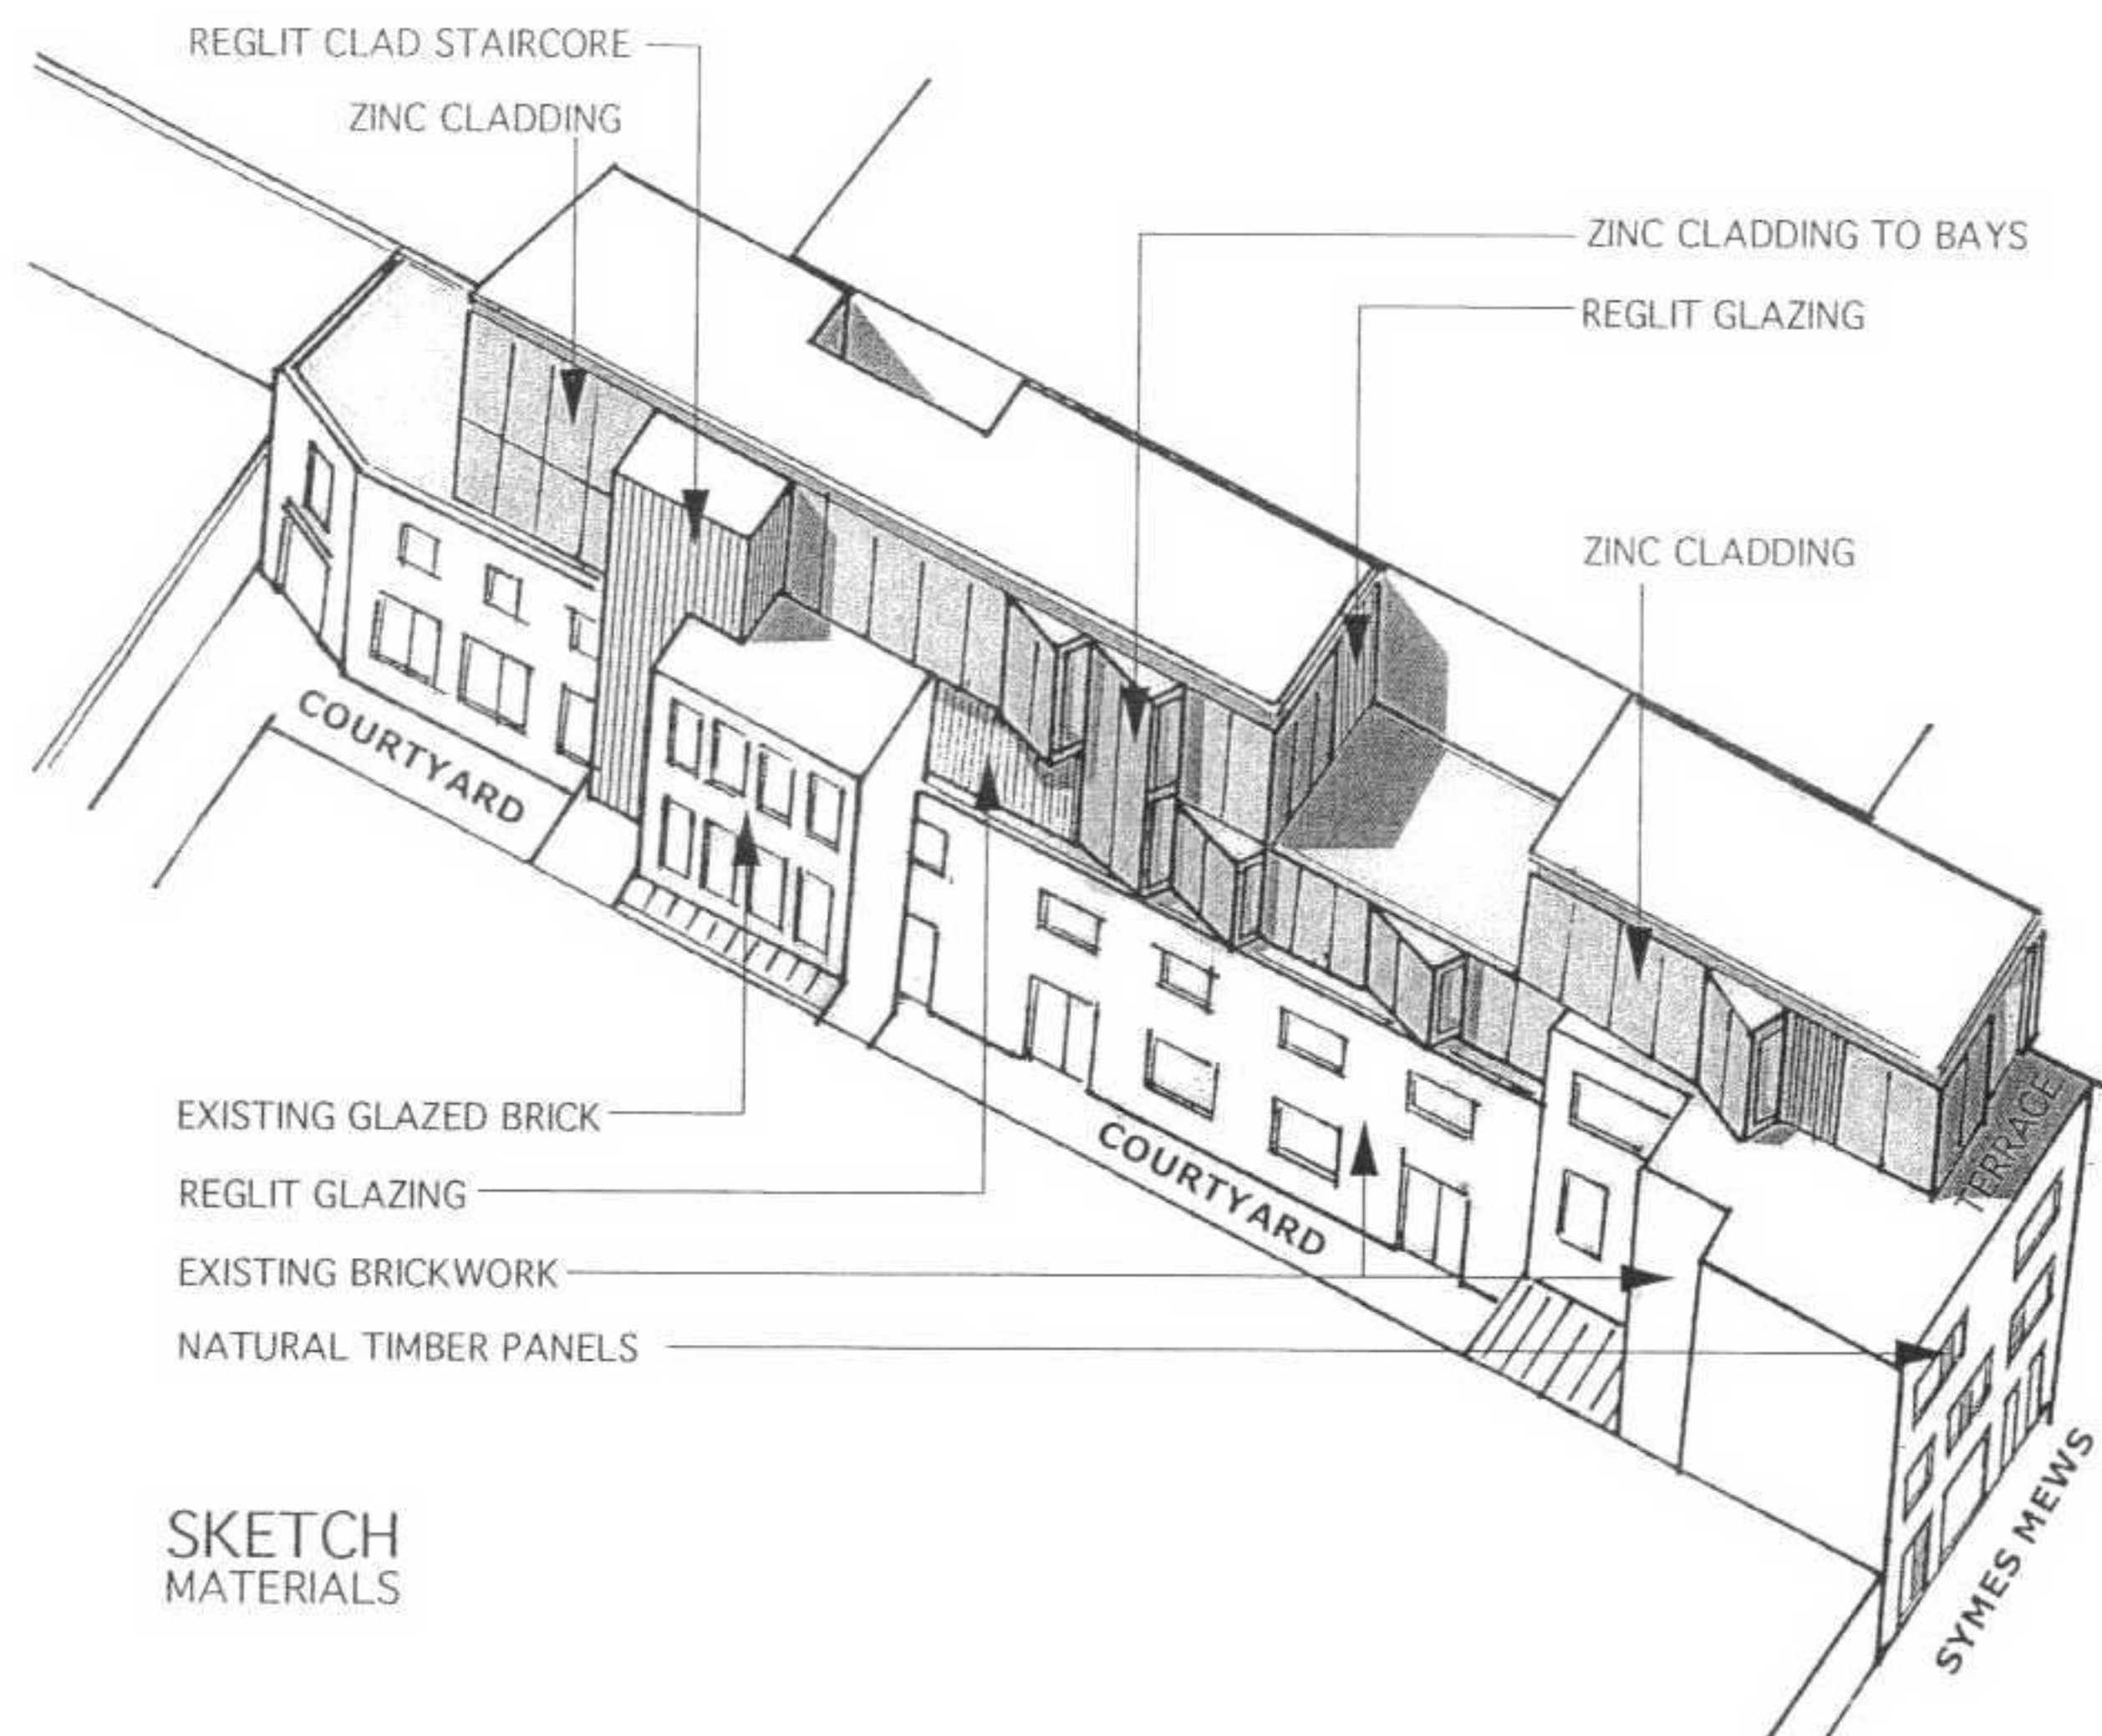 REGLIT CLAD STAIRCORE
ZINC CLADDING
ZINC CLADDING TO BAYS
REGLIT GLAZING
ZINC CLADDING
COURTYARD
TERRACE
EXISTING GLAZED BRICK
REGLIT GLAZING
EXISTING BRICKWORK
NATURAL TIMBER PANELS
COURTYARD
SYMES MEWS
SKETCH
MATERIALS